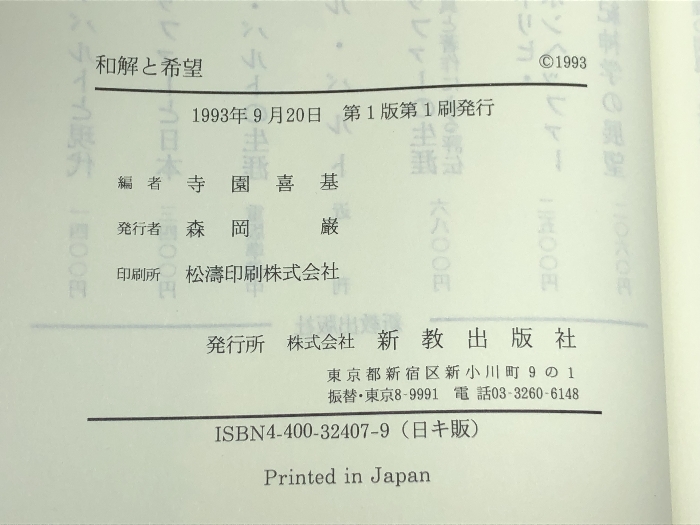 和解と希望
©1993
1993年9月20日 第1版第1刷発行
編 者 寺 園 喜 基
発行者 森 岡 巌
印刷所 松濤印刷株式会社
発行所 株式会社 新 教 出 版 社
東京都新宿区新小川町9の1
振替・東京8-9991 電 話03-3260-6148
ISBN4-400-32407-9(日キ販)
Printed in Japan